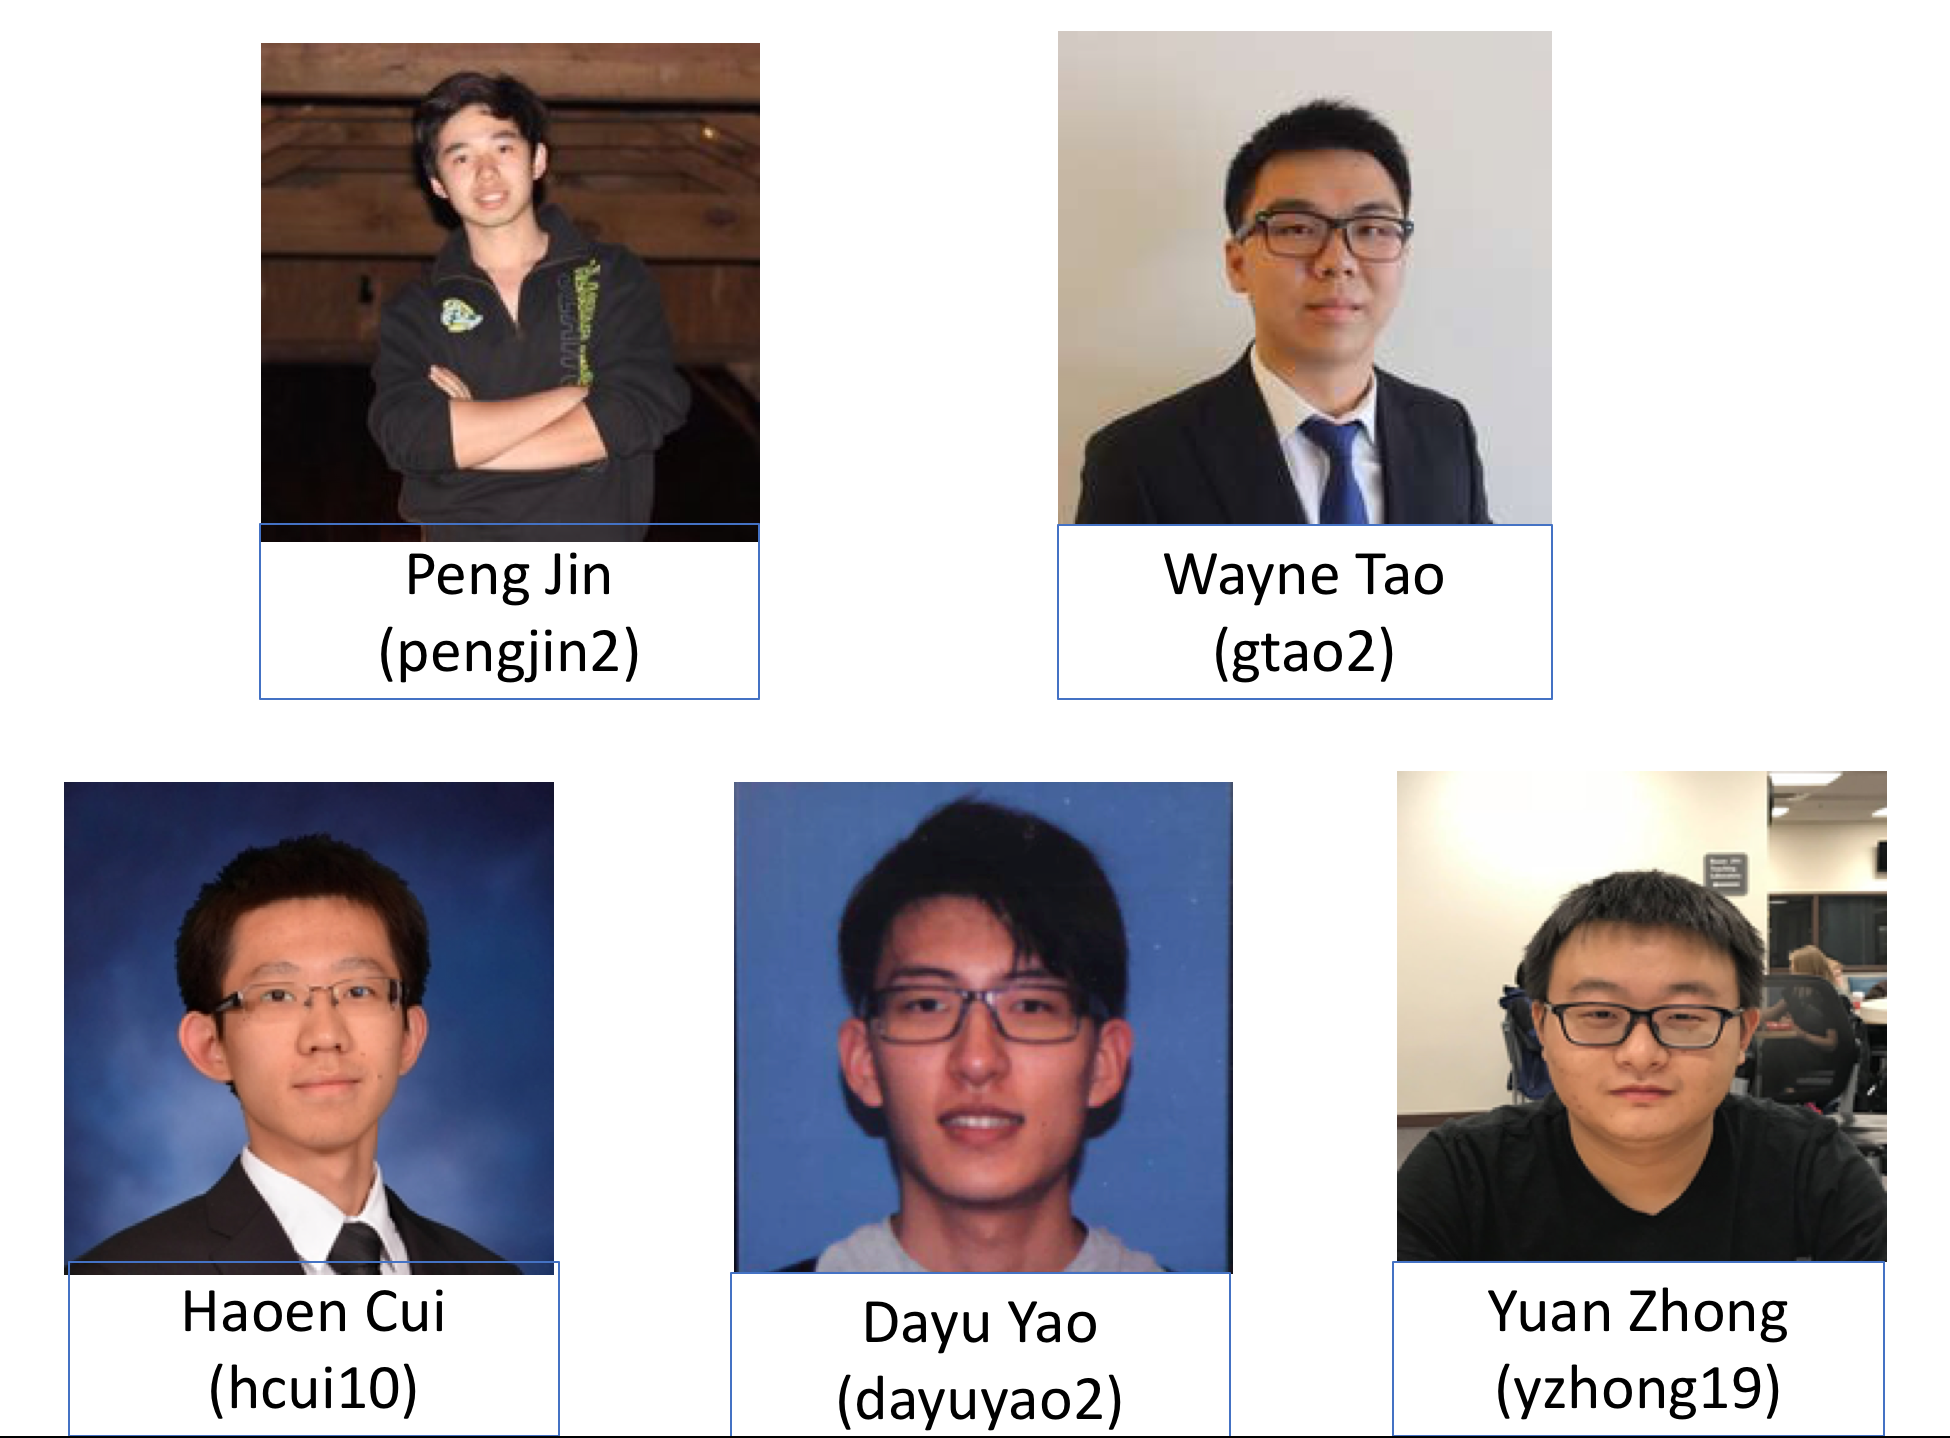 Peng Jin
(pengjin2)
Wayne Tao
(gtao2)
Haoen Cui
(hcui10)
Dayu Yao
(dayuyao2)
Yuan Zhong
(yzhong19)